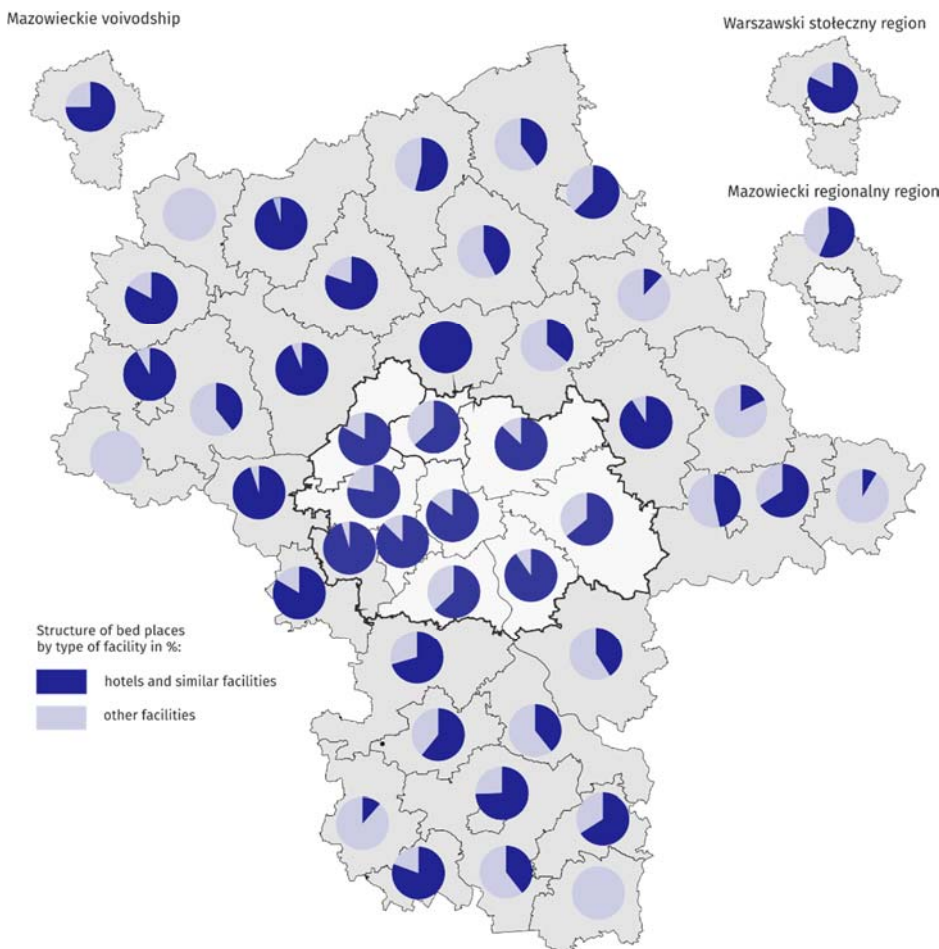 Mazowieckie voivodship
Warszawski stołeczny region
Mazowiecki regionalny region
Structure of bed places
by type of facility in %:
hotels and similar facilities
other facilities